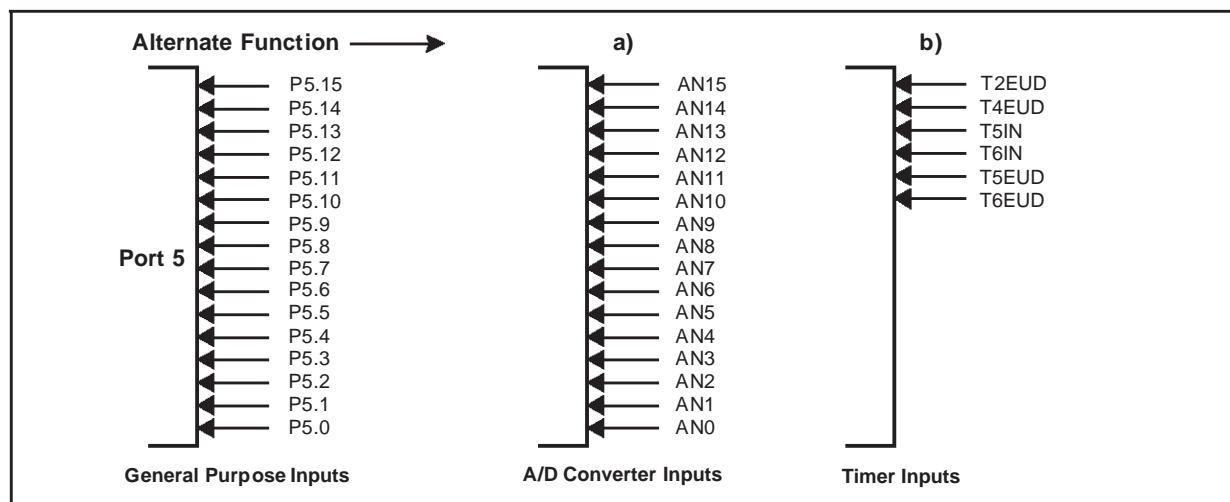 Alternate Function a) b)
P5.15 AN15 T2EUD
P5.14 AN14 T4EUD
P5.13 AN13 T5IN
P5.12 AN12 T6IN
P5.11 AN11 T5EUD
P5.10 AN10 T6EUD
P5.9 AN9
P5.8 AN8
Port 5
P5.7 AN7
P5.6 AN6
P5.5 AN5
P5.4 AN4
P5.3 AN3
P5.2 AN2
P5.1 AN1
P5.0 AN0
General Purpose Inputs A/D Converter Inputs Timer Inputs